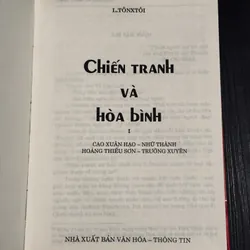 L.TÔNXTÔI
CHIẾN TRANH
VÀ
HÒA BÌNH
I
CAO XUÂN HẠO – NHỮ THÀNH
HOÀNG THIẾU SƠN – TRƯỜNG XUYÊN
NHÀ XUẤT BẢN VĂN HÓA – THÔNG TIN